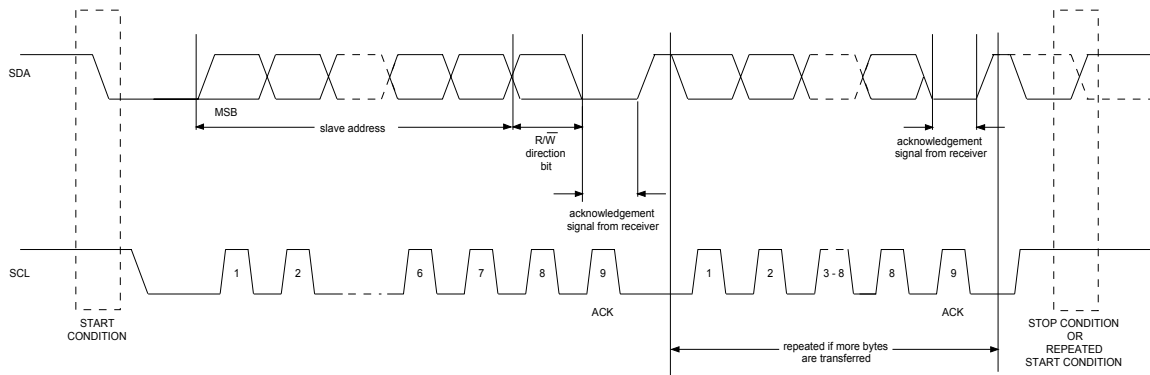 SDA
MSB
slave address
R/W̅
direction
bit
acknowledgement
signal from receiver
acknowledgement
signal from receiver
SCL
1
2
6
7
8
9
1
2
3 - 8
8
9
ACK
ACK
START
CONDITION
repeated if more bytes
are transferred
STOP CONDITION
OR
REPEATED
START CONDITION